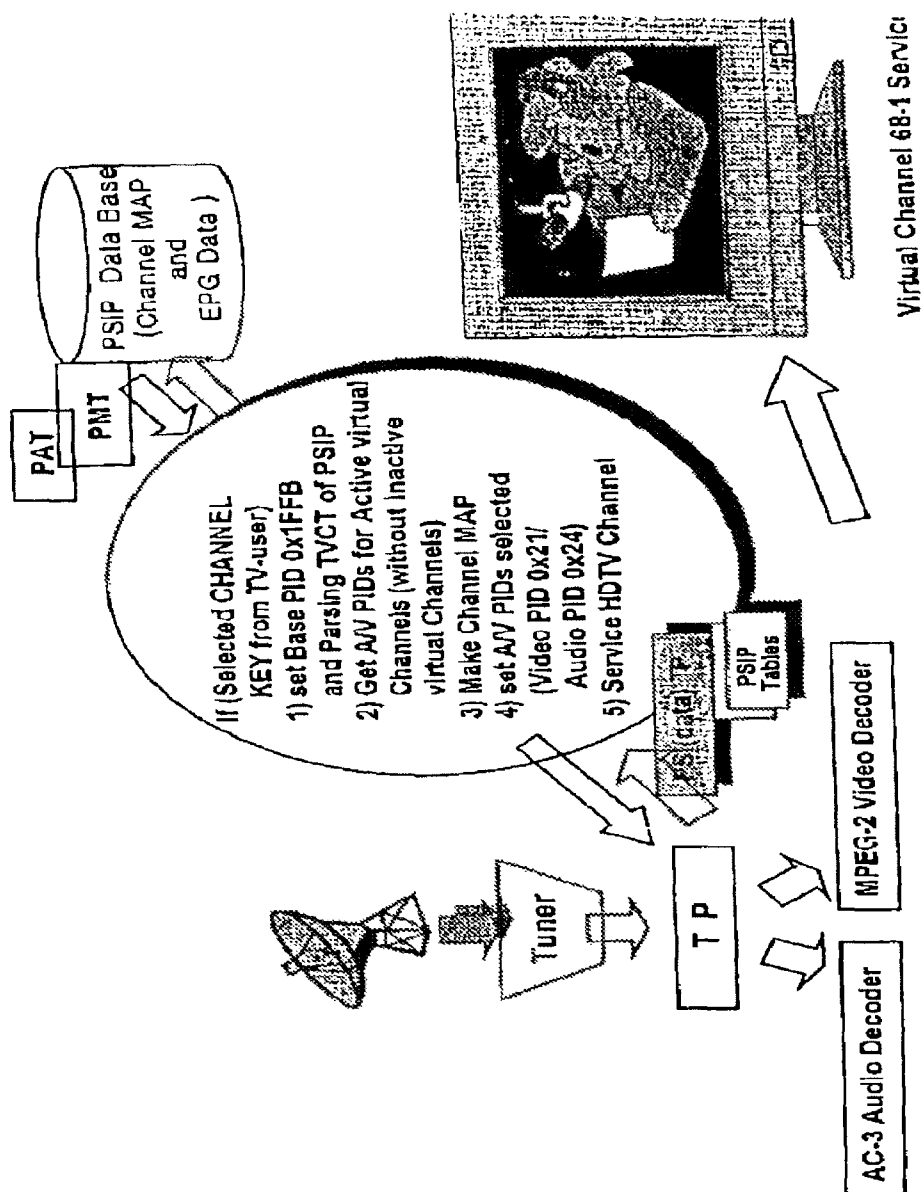 PAT
PMT
PSIP Data Base
(Channel MAP
and
EPG Data )
If (Selected CHANNEL
KEY from TV-user)
1) set Base PID 0x1FFB
and Parsing TVCT of PSIP
2) Get A/V PIDs for Active virtual
Channels (without Inactive
virtual Channels)
3) Make Channel MAP
4) set A/V PIDs selected
(Video PID 0x21/
Audio PID 0x24)
5) Service HDTV Channel
Tuner
T P
(data)
PSIP
Tables
AC-3 Audio Decoder
MPEG-2 Video Decoder
Virtual Channel 68-1 Servic